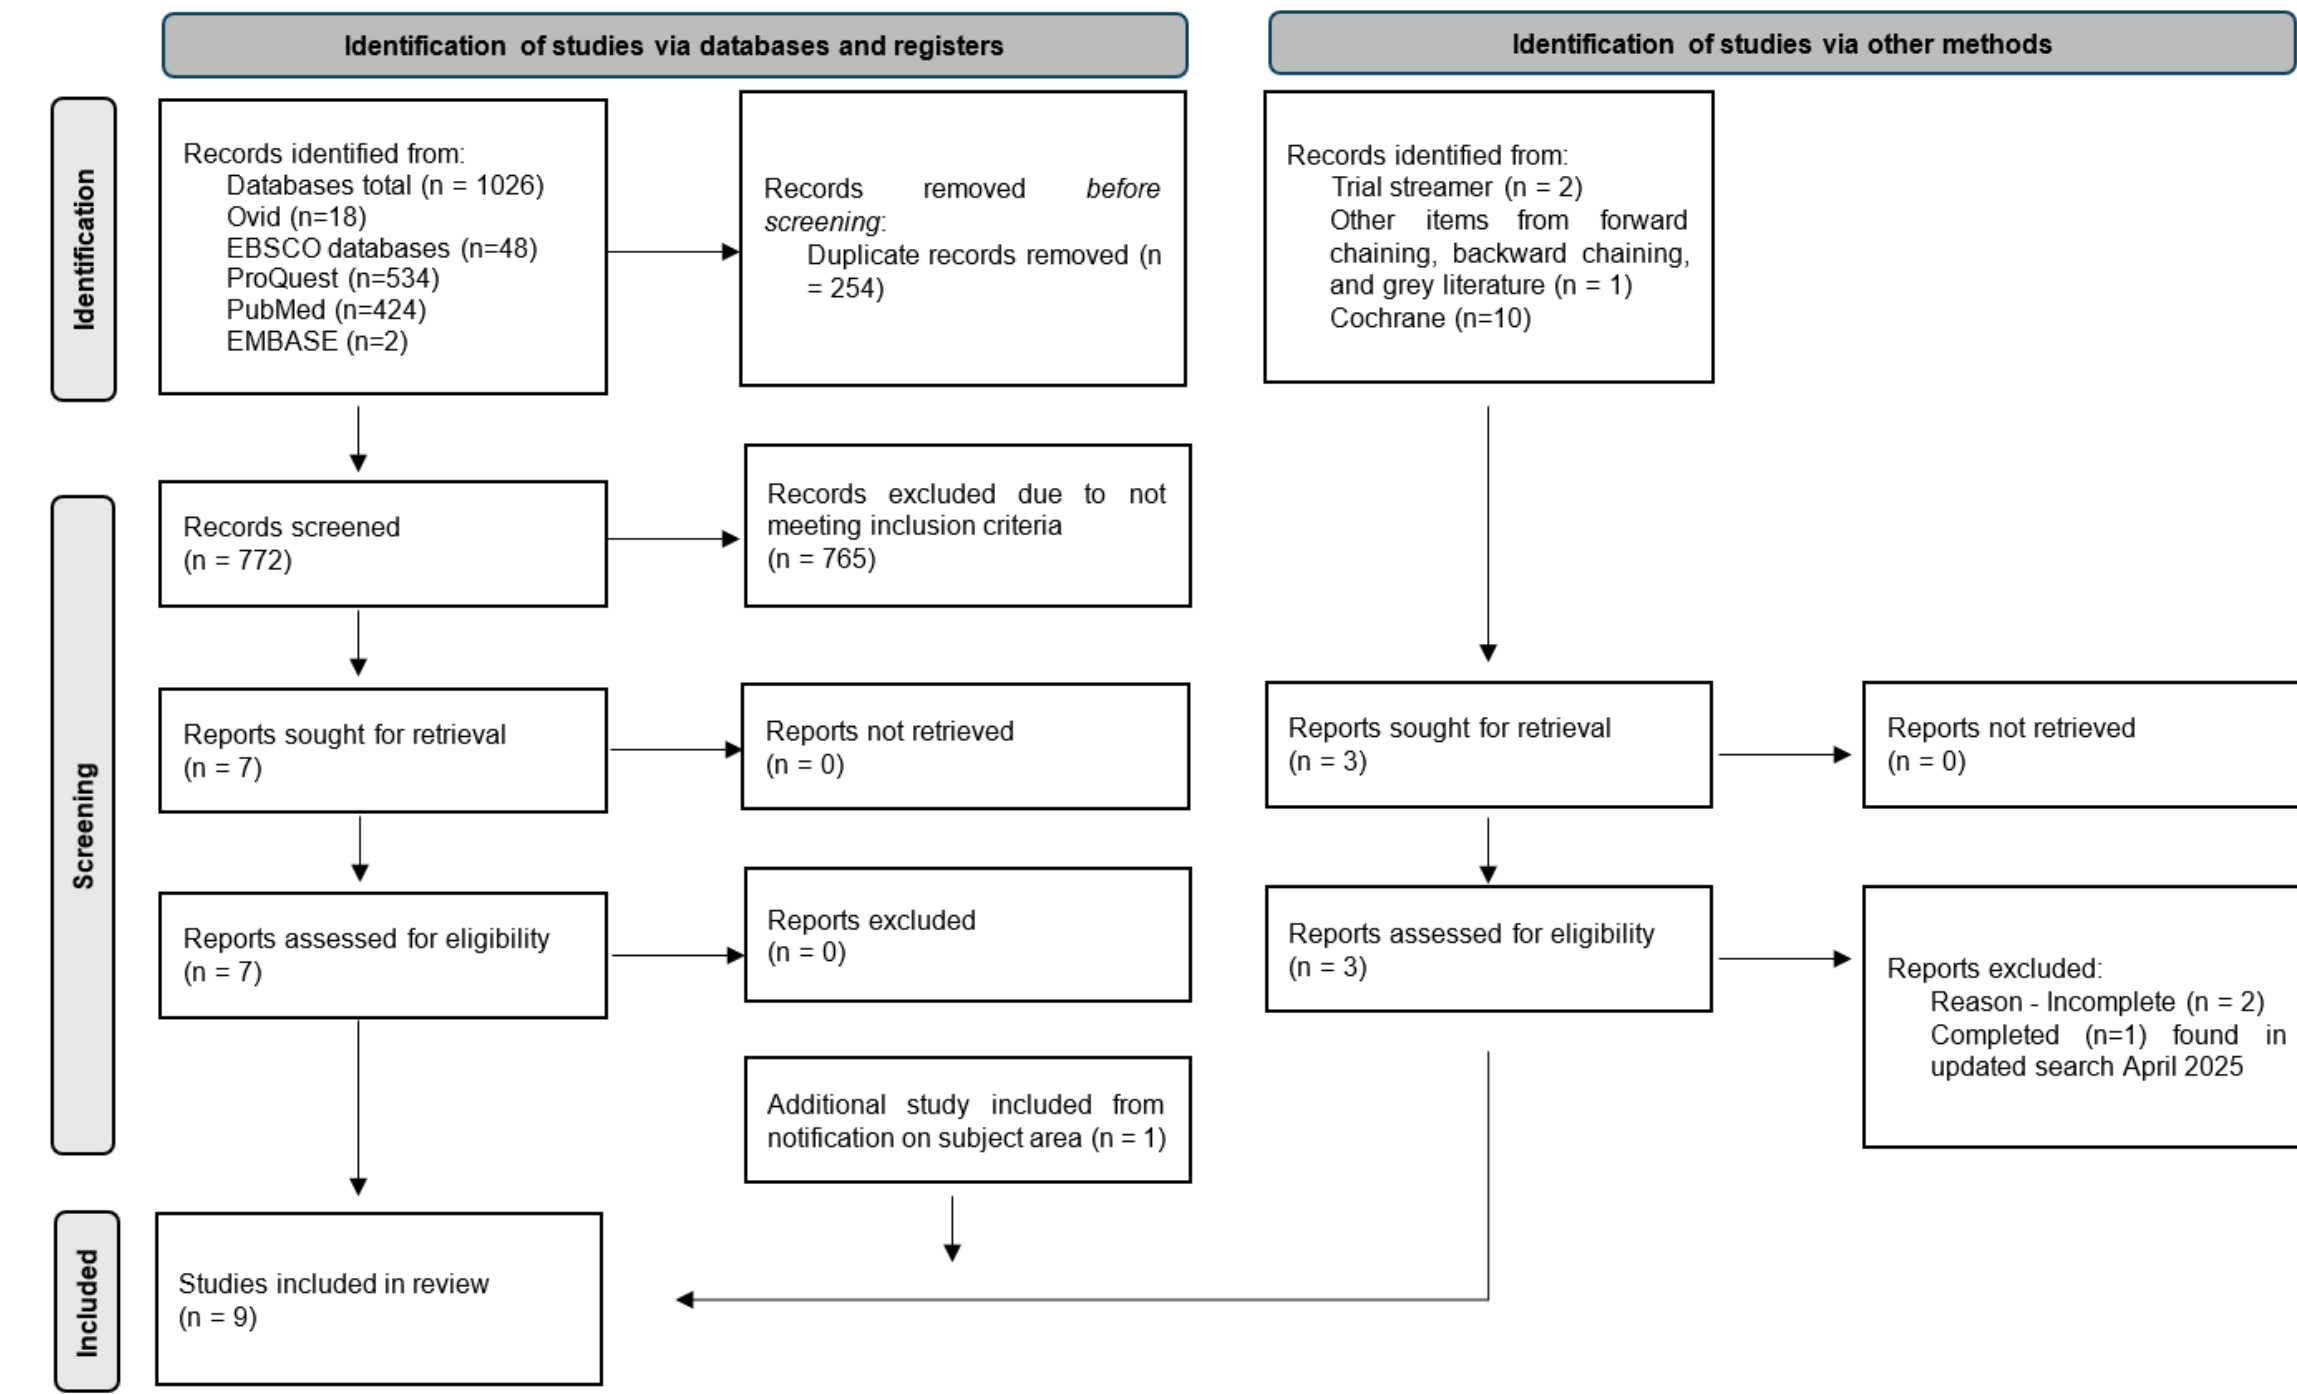 Identification of studies via databases and registers
Identification of studies via other methods
Identification
Records identified from:
Databases total (n = 1026)
Ovid (n=18)
EBSCO databases (n=48)
ProQuest (n=534)
PubMed (n=424)
EMBASE (n=2)
Records removed before
screening:
Duplicate records removed (n
= 254)
Records identified from:
Trial streamer (n = 2)
Other items from forward
chaining, backward chaining,
and grey literature (n = 1)
Cochrane (n=10)
Screening
Records screened
(n = 772)
Records excluded due to not
meeting inclusion criteria
(n = 765)
Reports sought for retrieval
(n = 7)
Reports not retrieved
(n = 0)
Reports sought for retrieval
(n = 3)
Reports not retrieved
(n = 0)
Reports assessed for eligibility
(n = 7)
Reports excluded
(n = 0)
Reports assessed for eligibility
(n = 3)
Reports excluded:
Reason - Incomplete (n = 2)
Completed (n=1) found in
updated search April 2025
Additional study included from
notification on subject area (n = 1)
Included
Studies included in review
(n = 9)